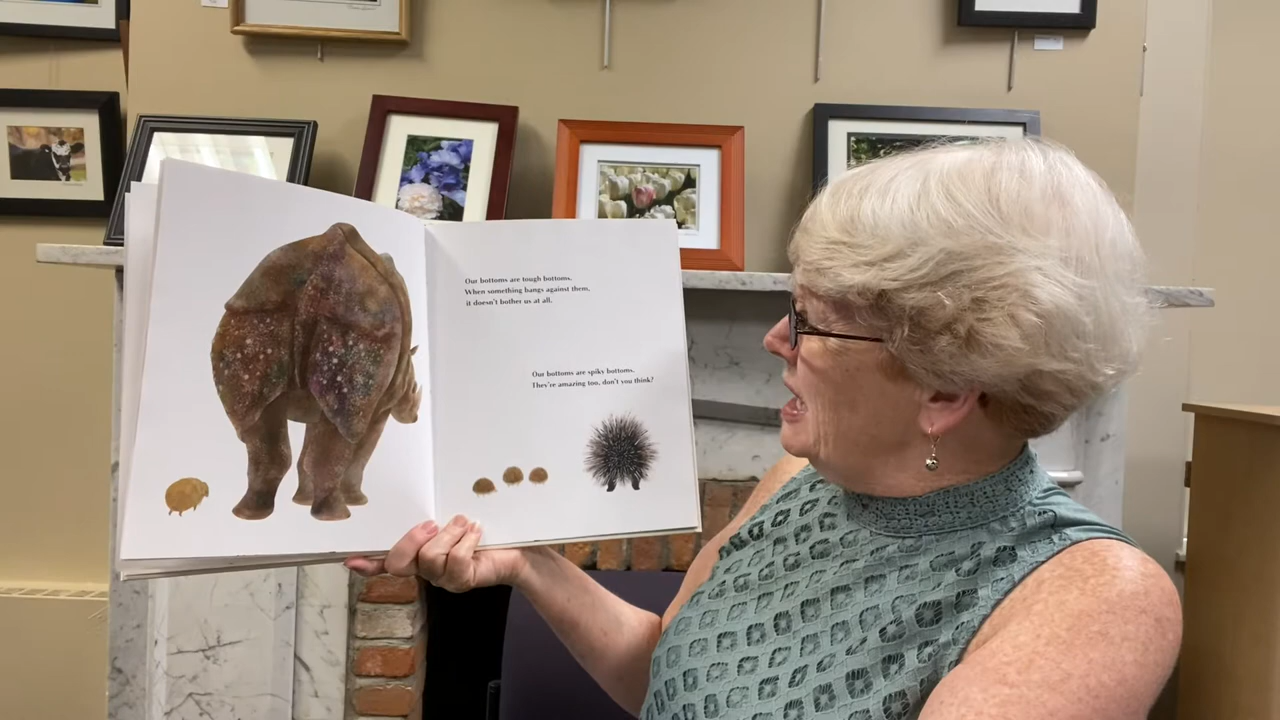 Our bottoms are tough bottoms.
When something bangs against them,
it doesn't bother us at all.
Our bottoms are spiky bottoms.
They're amazing too, don't you think?